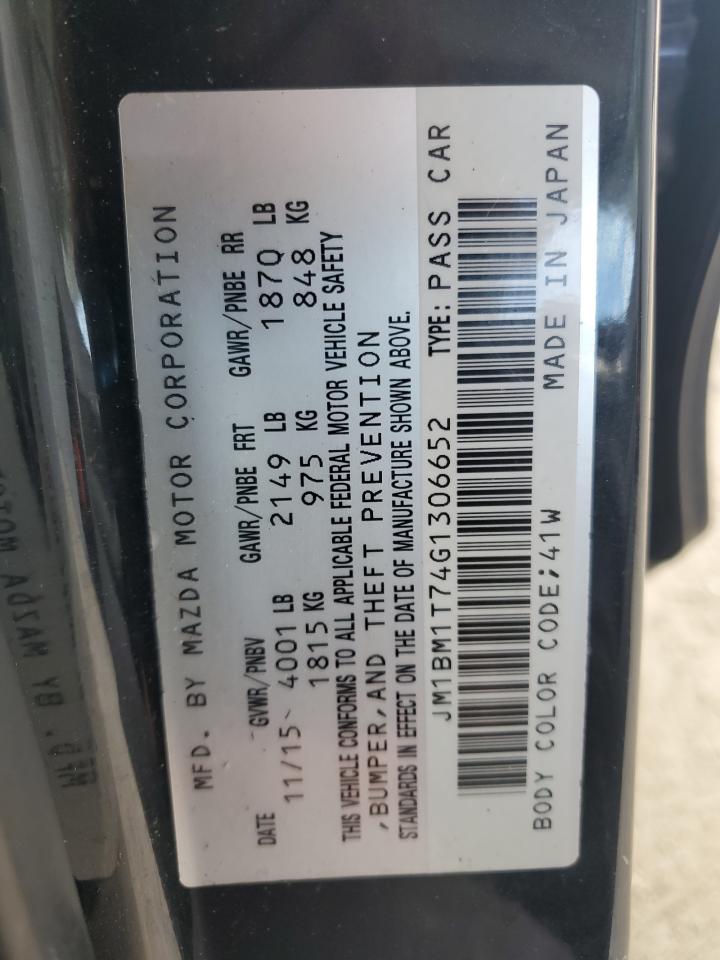 MFD. BY MAZDA MOTOR CORPORATION
DATE GVWR/PNBV GAWR/PNBE FRT GAWR/PNBE RR
11/15 4001 LB 2149 LB 1870 LB
1815 KG 975 KG 848 KG
THIS VEHICLE CONFORMS TO ALL APPLICABLE FEDERAL MOTOR VEHICLE SAFETY
,BUMPER,AND THEFT PREVENTION
STANDARDS IN EFFECT ON THE DATE OF MANUFACTURE SHOWN ABOVE.
JM1BM1T74G1306652 TYPE: PASS CAR
BODY COLOR CODE;41W MADE IN JAPAN